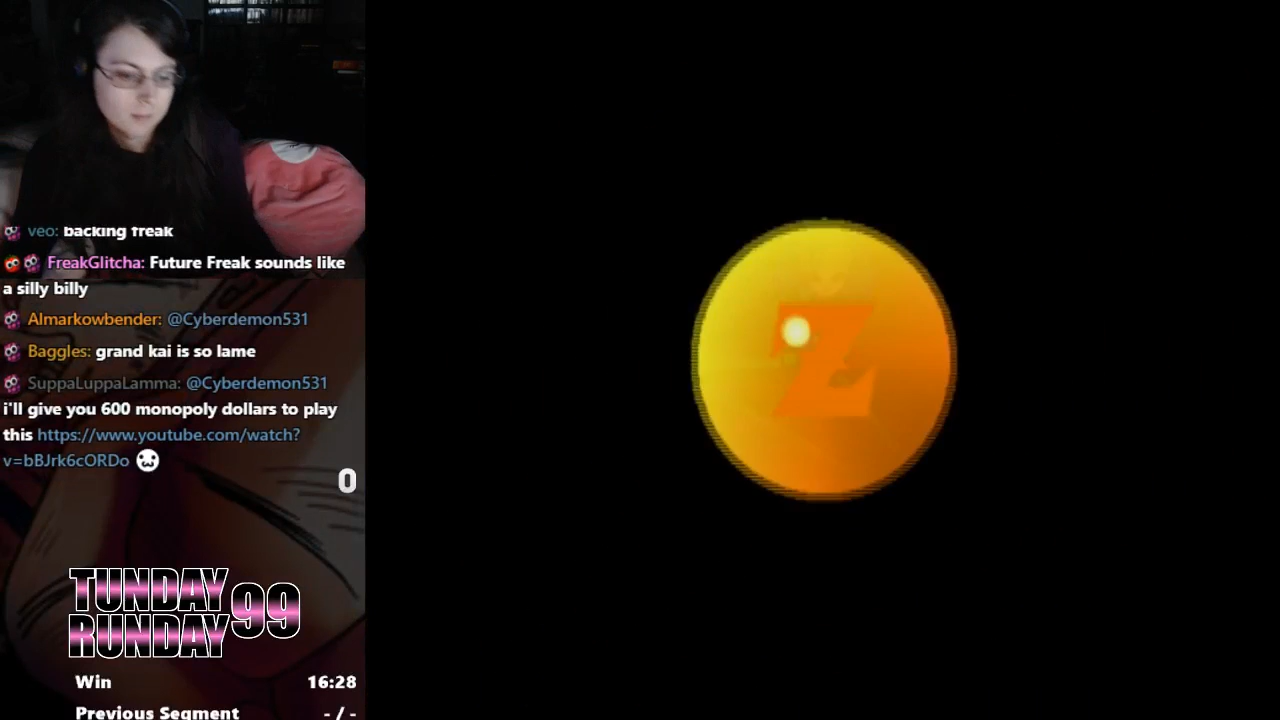 veo: backing freak
FreakGlitcha: Future Freak sounds like
a silly billy
Almarkowbender: @Cyberdemon531
Baggles: grand kai is so lame
SuppaLuppaLamma: @Cyberdemon531
i'll give you 600 monopoly dollars to play
this https://www.youtube.com/watch?
v=bBJrk6cORDo
0
TUNDAY
RUNDAY 99
Win 16:28
Previous Segment - / -
Z